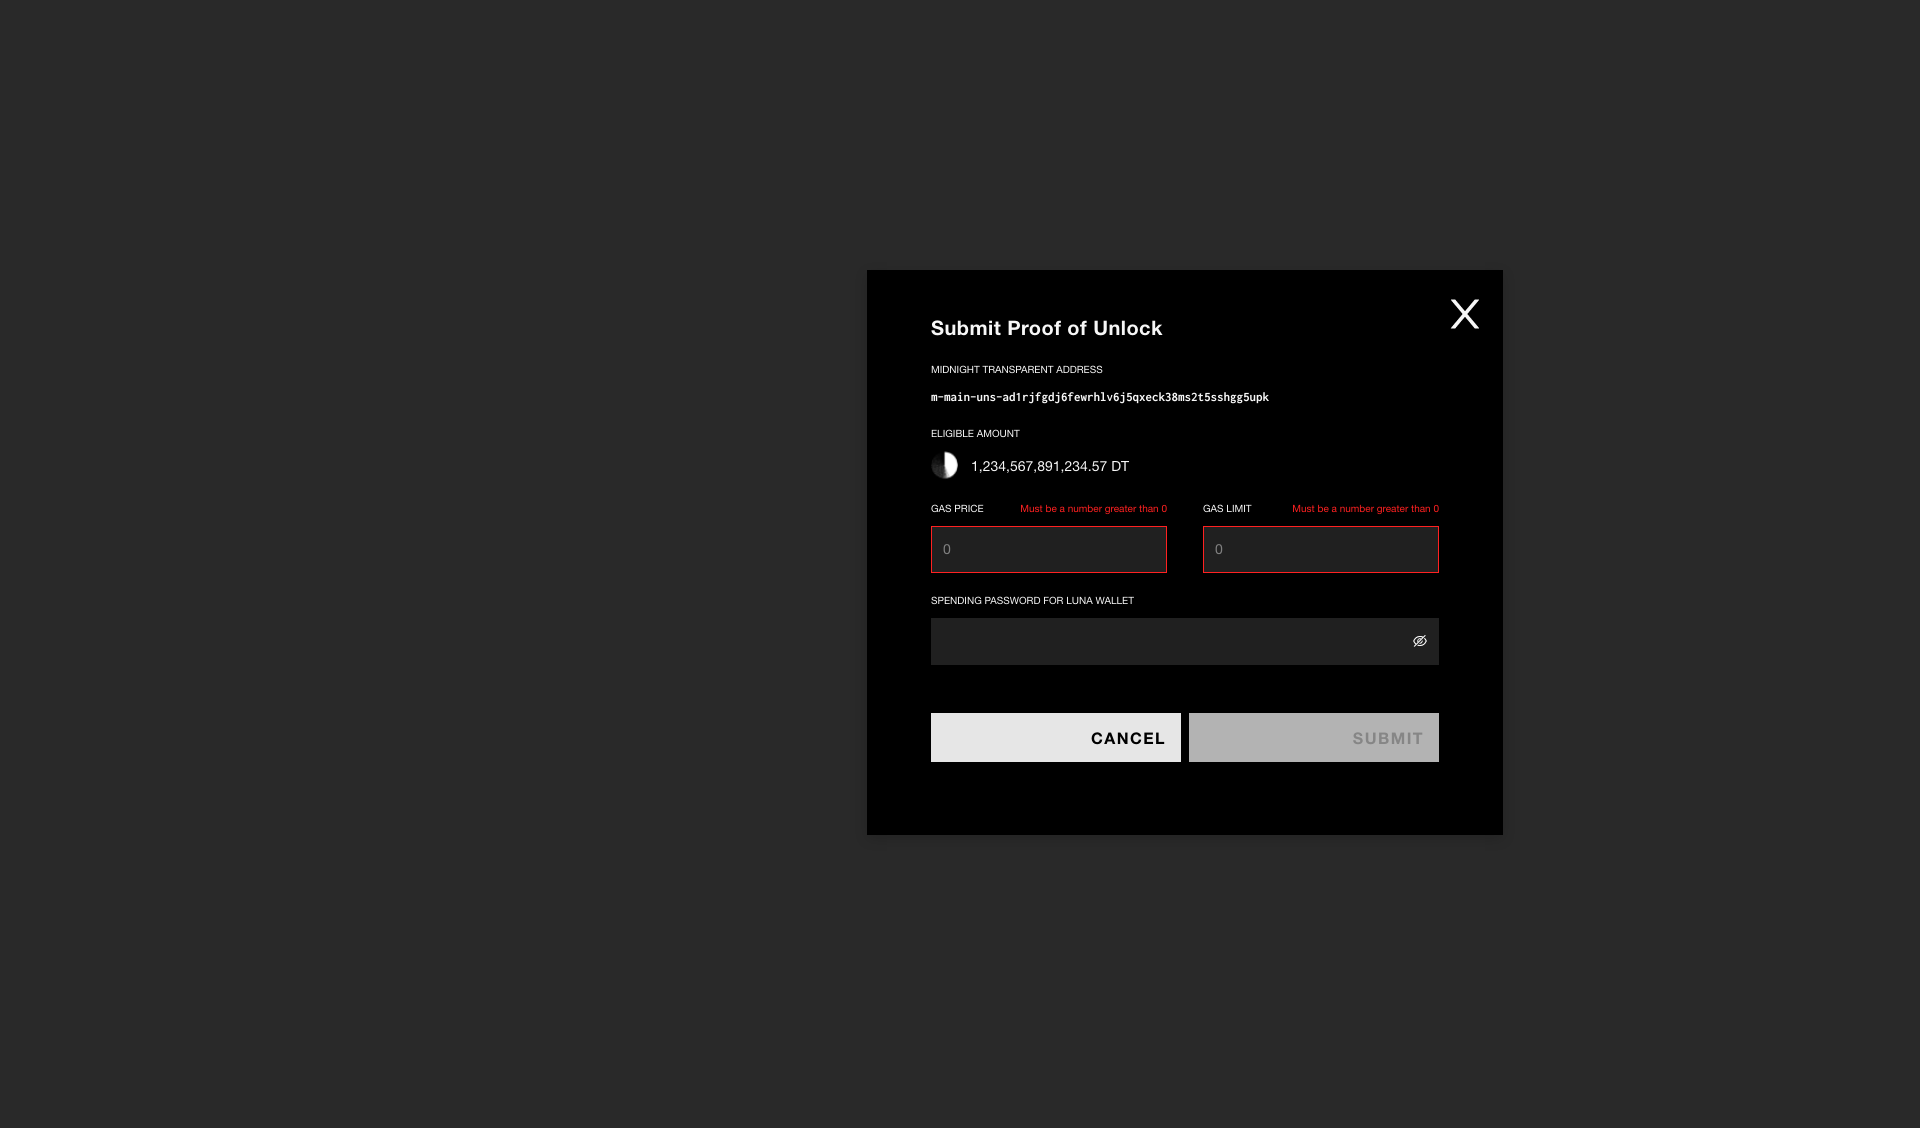 Submit Proof of Unlock
MIDNIGHT TRANSPARENT ADDRESS
m-main-uns-ad1rjfgdj6fewrhlv6j5qxeck38ms2t5sshgg5upk
ELIGIBLE AMOUNT
1,234,567,891,234.57 DT
GAS PRICE Must be a number greater than 0 GAS LIMIT Must be a number greater than 0
0 0
SPENDING PASSWORD FOR LUNA WALLET
CANCEL SUBMIT